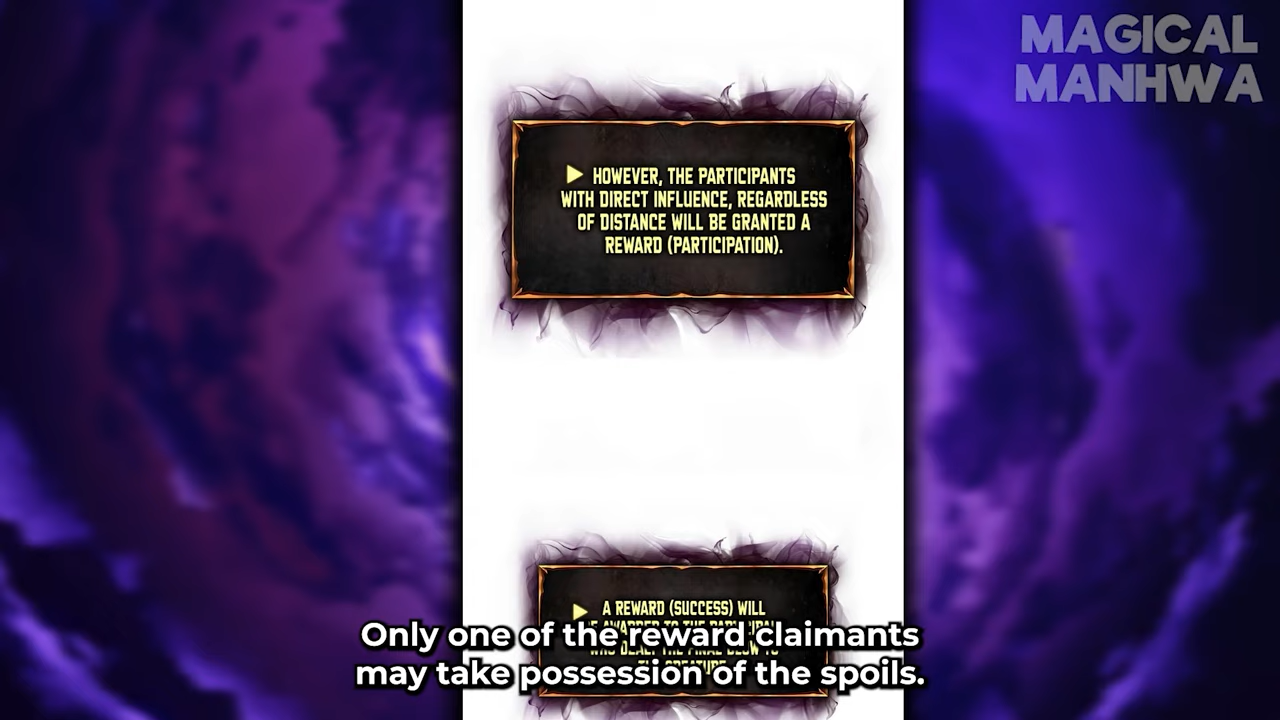 MAGICAL
MANHWA
▶ HOWEVER, THE PARTICIPANTS
WITH DIRECT INFLUENCE, REGARDLESS
OF DISTANCE WILL BE GRANTED A
REWARD (PARTICIPATION).
▶ A REWARD (SUCCESS) WILL
Only one of the reward claimants
may take possession of the spoils.